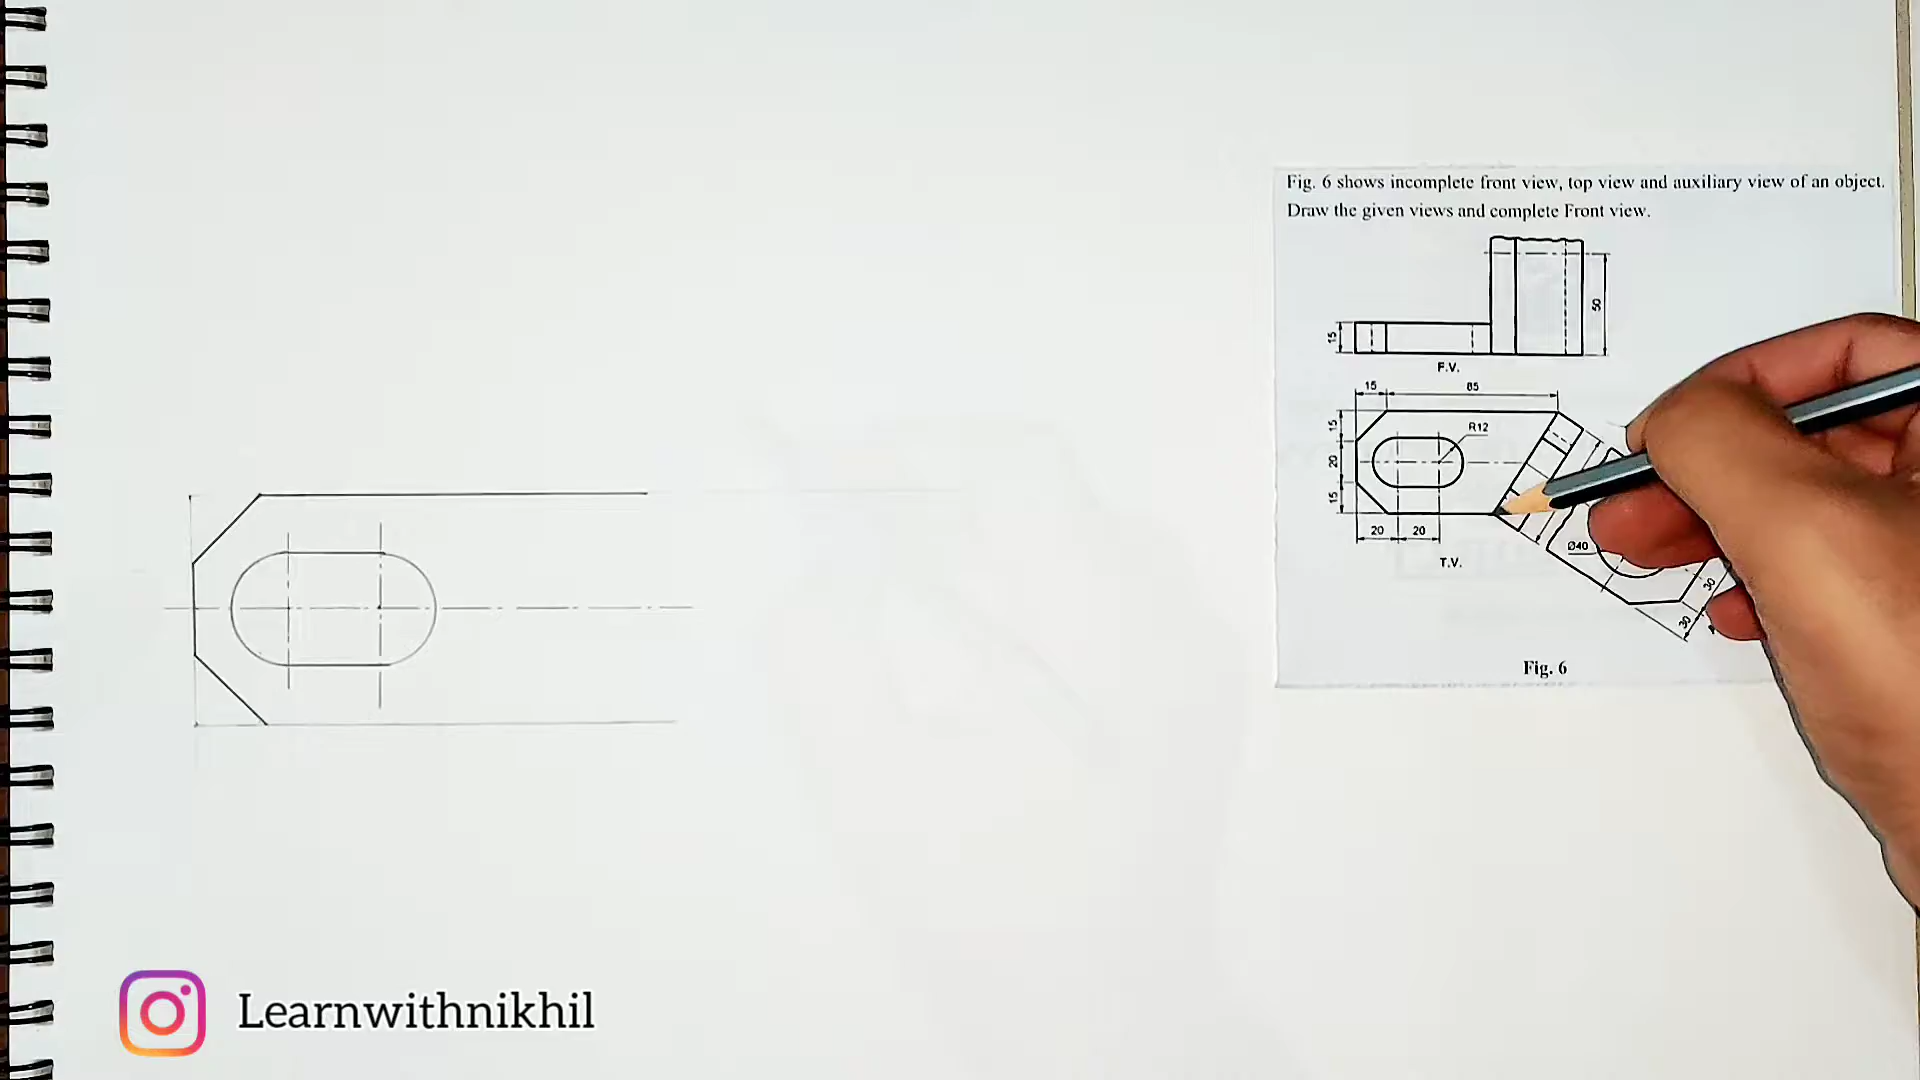 Fig. 6 shows incomplete front view, top view and auxiliary view of an object.
Draw the given views and complete Front view.
50
15
F.V.
15 85
15
20
15
R12
20 20
Ø40
30
30
T.V.
Fig. 6
Learnwithnikhil